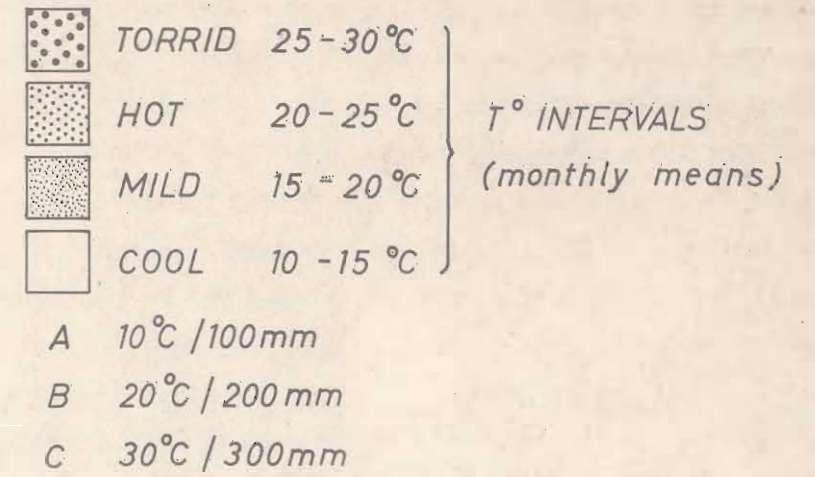 TORRID 25-30°C
HOT 20-25°C
MILD 15-20°C
COOL 10-15°C
T° INTERVALS
(monthly means)
A 10°C/100mm
B 20°C/200mm
C 30°C/300mm